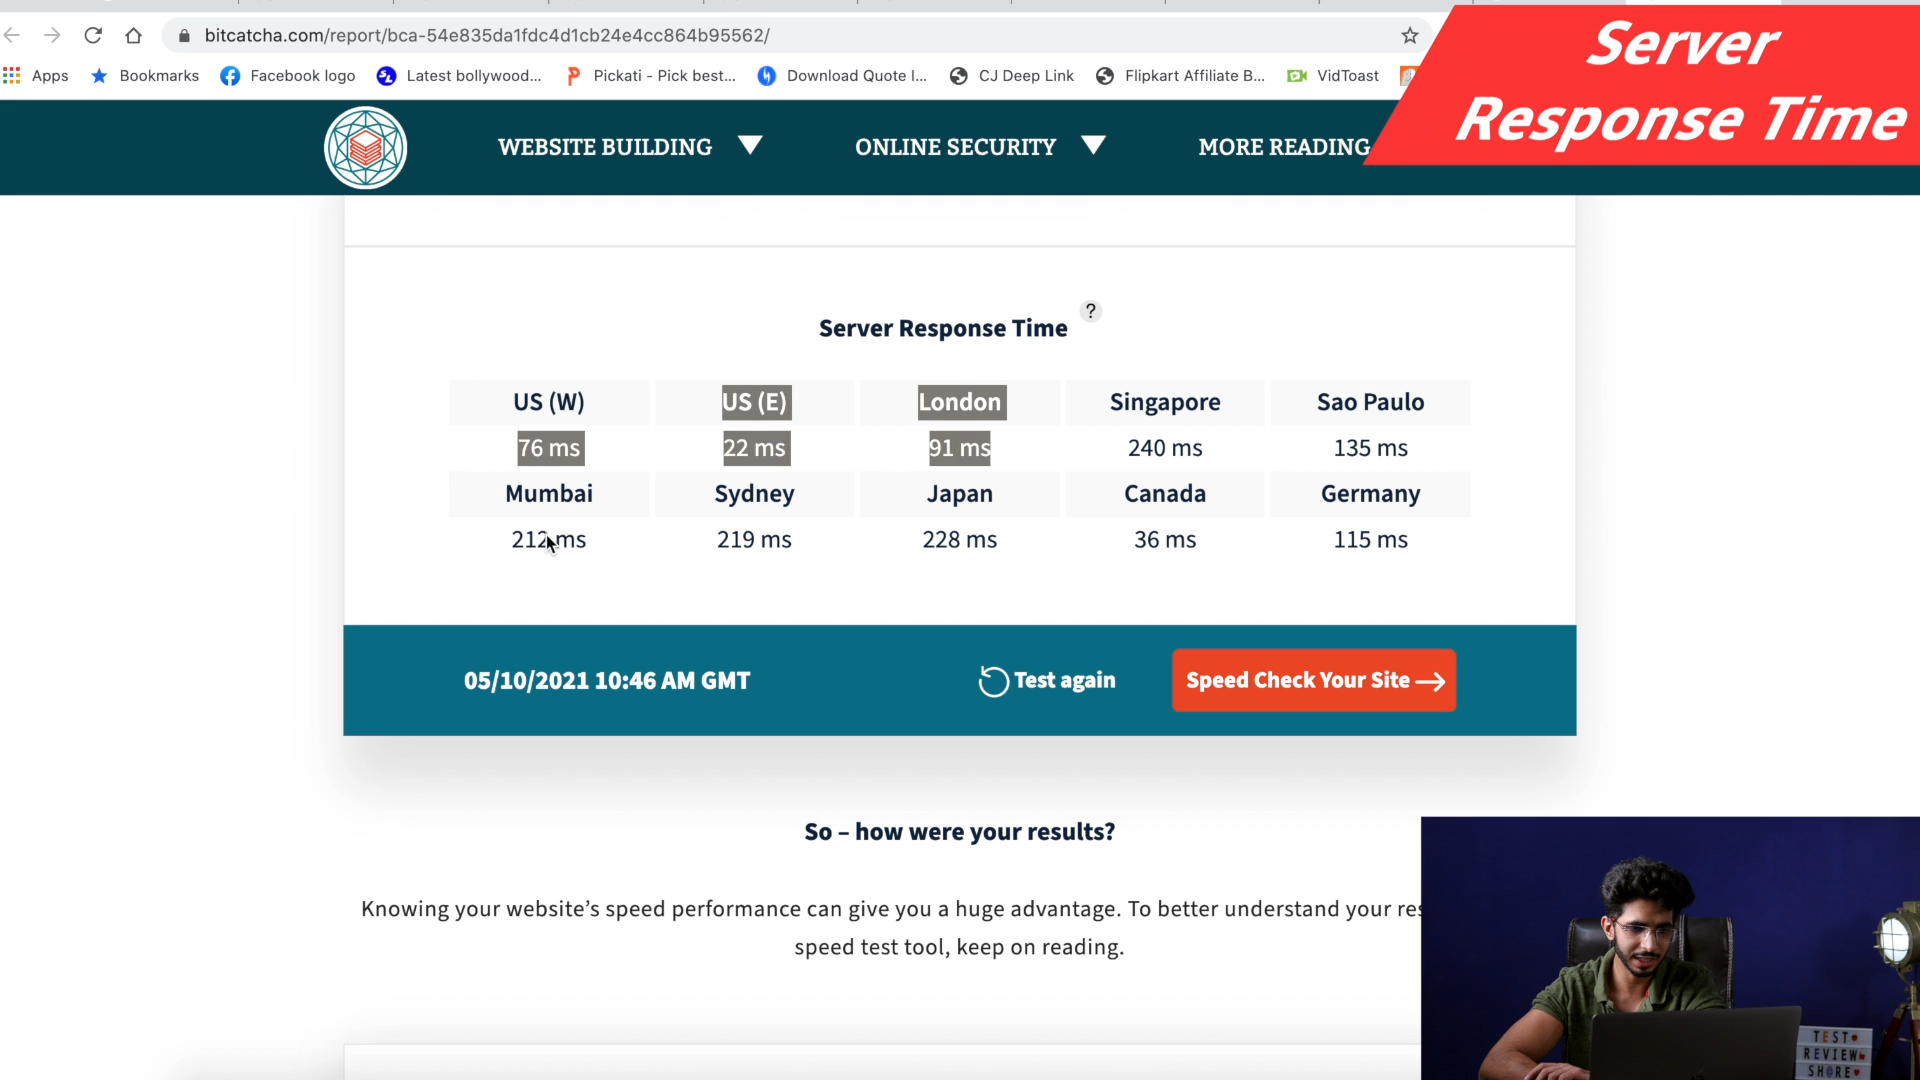 bitcatcha.com/report/bca-54e835da1fdc4d1cb24e4cc864b95562/
Apps Bookmarks Facebook logo Latest bollywood... Pickati - Pick best... Download Quote I... CJ Deep Link Flipkart Affiliate B... VidToast
Server
Response Time
WEBSITE BUILDING ONLINE SECURITY MORE READING
Server Response Time ?
US (W) US (E) London Singapore Sao Paulo
76 ms 22 ms 91 ms 240 ms 135 ms
Mumbai Sydney Japan Canada Germany
212 ms 219 ms 228 ms 36 ms 115 ms
05/10/2021 10:46 AM GMT Test again Speed Check Your Site
So – how were your results?
Knowing your website's speed performance can give you a huge advantage. To better understand your res
speed test tool, keep on reading.
TEST
REVIEW
SHARE